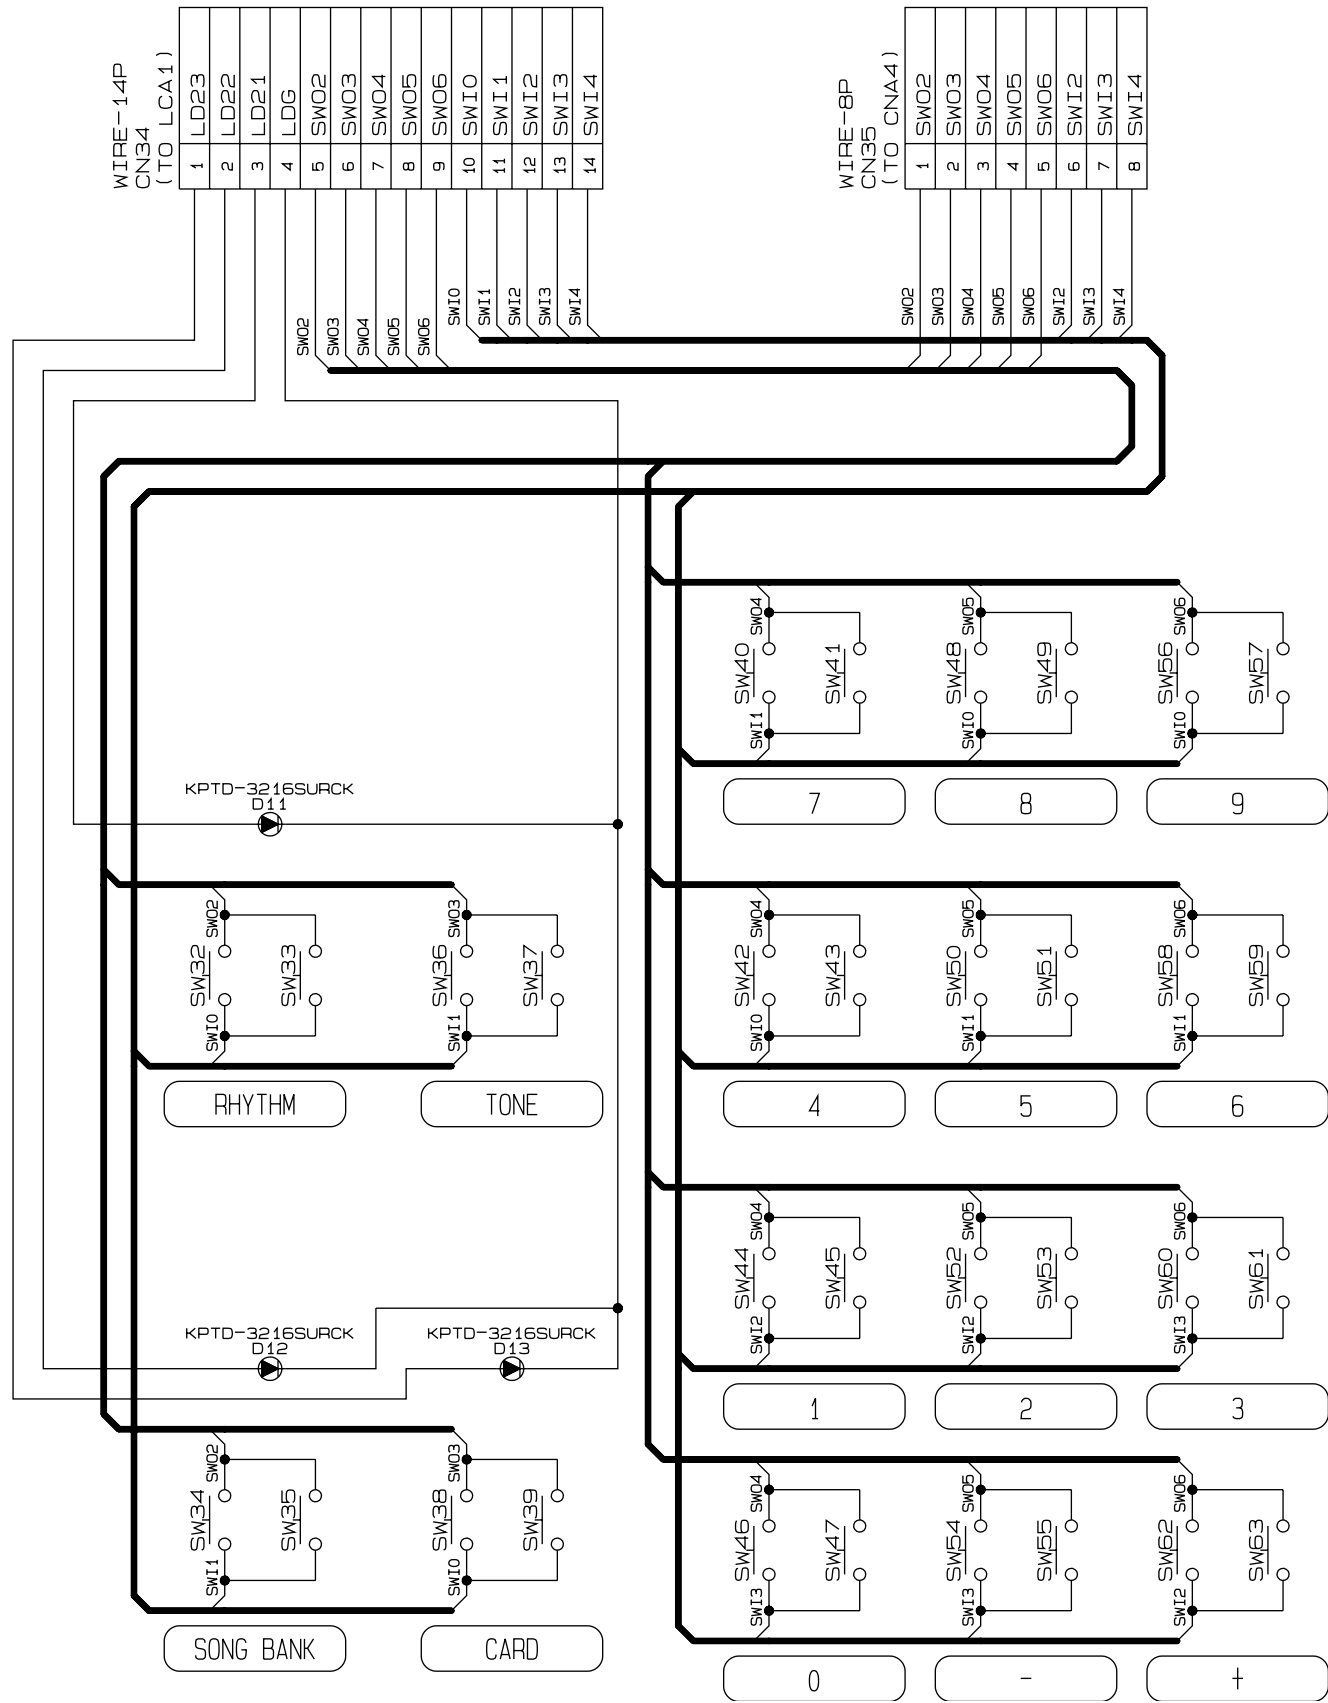 WIRE-14P
CN34
(TO LCA1)
1 LD23
2 LD22
3 LD21
4 LDG
5 SWO2
6 SWO3
7 SWO4
8 SWO5
9 SWO6
10 SWI0
11 SWI1
12 SWI2
13 SWI3
14 SWI4
WIRE-8P
CN35
(TO CNA4)
1 SWO2
2 SWO3
3 SWO4
4 SWO5
5 SWO6
6 SWI2
7 SWI3
8 SWI4
SWO2
SWO3
SWO4
SWO5
SWO6
SWI0
SWI1
SWI2
SWI3
SWI4
SWO2
SWO3
SWO4
SWO5
SWO6
SWI2
SWI3
SWI4
SWO4
SW40
SW41
SWI1
7
SWO5
SW48
SW49
SWI0
8
SWO6
SW56
SW57
SWI0
9
KPTD-3216SURCK
D11
SWO2
SW32
SW33
SWI0
RHYTHM
SWO3
SW36
SW37
SWI1
TONE
SWO4
SW42
SW43
SWI0
4
SWO5
SW50
SW51
SWI1
5
SWO6
SW58
SW59
SWI1
6
SWO4
SW44
SW45
SWI2
1
SWO5
SW52
SW53
SWI2
2
SWO6
SW60
SW61
SWI3
3
KPTD-3216SURCK
D12
KPTD-3216SURCK
D13
SWO2
SW34
SW35
SWI1
SONG BANK
SWO3
SW38
SW39
SWI0
CARD
SWO4
SW46
SW47
SWI3
0
SWO5
SW54
SW55
SWI3
-
SWO6
SW62
SW63
SWI2
+